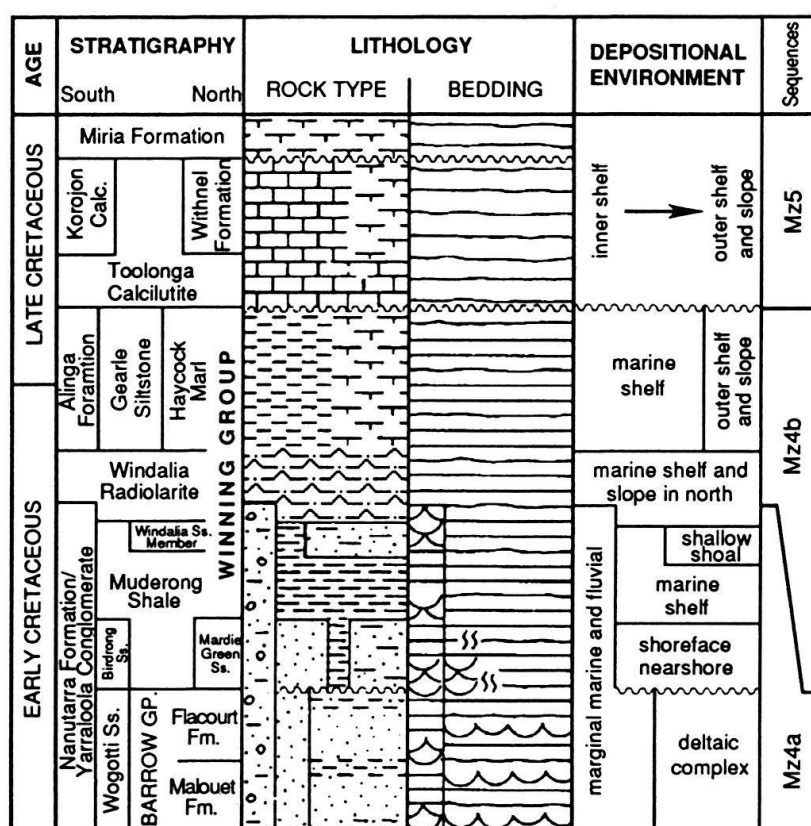 AGE
STRATIGRAPHY
South North
LITHOLOGY
ROCK TYPE
BEDDING
DEPOSITIONAL
ENVIRONMENT
Sequences
LATE CRETACEOUS
EARLY CRETACEOUS
Miria Formation
Korojon
Calc.
Withnel
Formation
Toolonga
Calcilutite
Alinga
Foramtion
Gearle
Siltstone
Haycock
Marl
WINNING GROUP
Windalia
Radiolarite
Nanutarra Formation/
Yarraloola Conglomerate
Windalia Ss.
Member
Muderong
Shale
Birdrong
Ss.
Mardie
Green
Ss.
Wogotti Ss.
BARROW GP.
Flacourt
Fm.
Malouet
Fm.
inner shelf
outer shelf
and slope
marine
shelf
outer shelf
and slope
marine shelf and
slope in north
marginal marine and fluvial
shallow
shoal
marine
shelf
shoreface
nearshore
deltaic
complex
Mz5
Mz4b
Mz4a